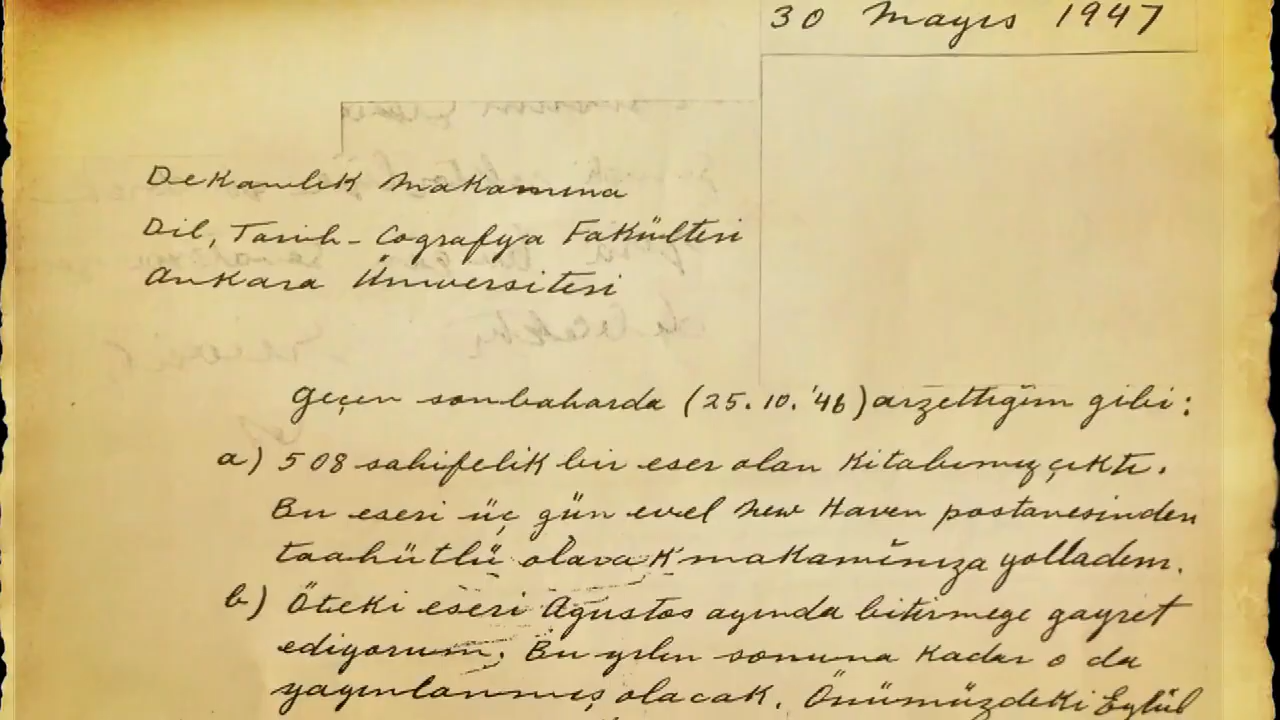 30 Mayıs 1947
Dekanlık Makamına
Dil, Tarih - Cografya Fakültesi
Ankara Üniversitesi
Geçen sonbaharda (25.10.'46) arzettiğim gibi:
a) 508 sahifelik bir eser olan kitabımız çıktı.
Bu eseri üç gün evel New Haven postanesinden
taahütlü olarak makamınıza yolladım.
b) Öteki eseri Ağustos ayında bitirmege gayret
ediyorum. Bu yılın sonuna kadar o da
yayınlanmış olacak. Önümüzdeki Eylül